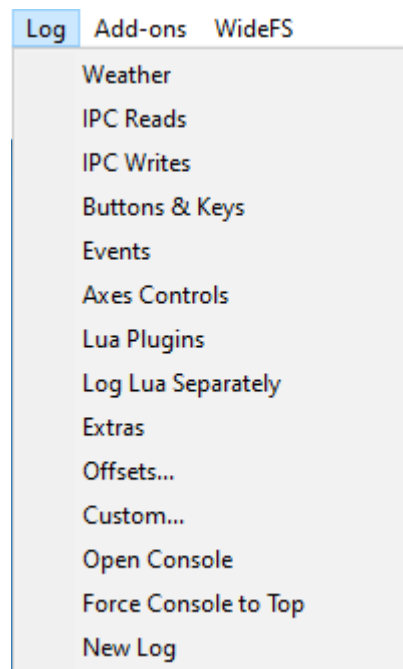 Log Add-ons WideFS
Weather
IPC Reads
IPC Writes
Buttons & Keys
Events
Axes Controls
Lua Plugins
Log Lua Separately
Extras
Offsets...
Custom...
Open Console
Force Console to Top
New Log